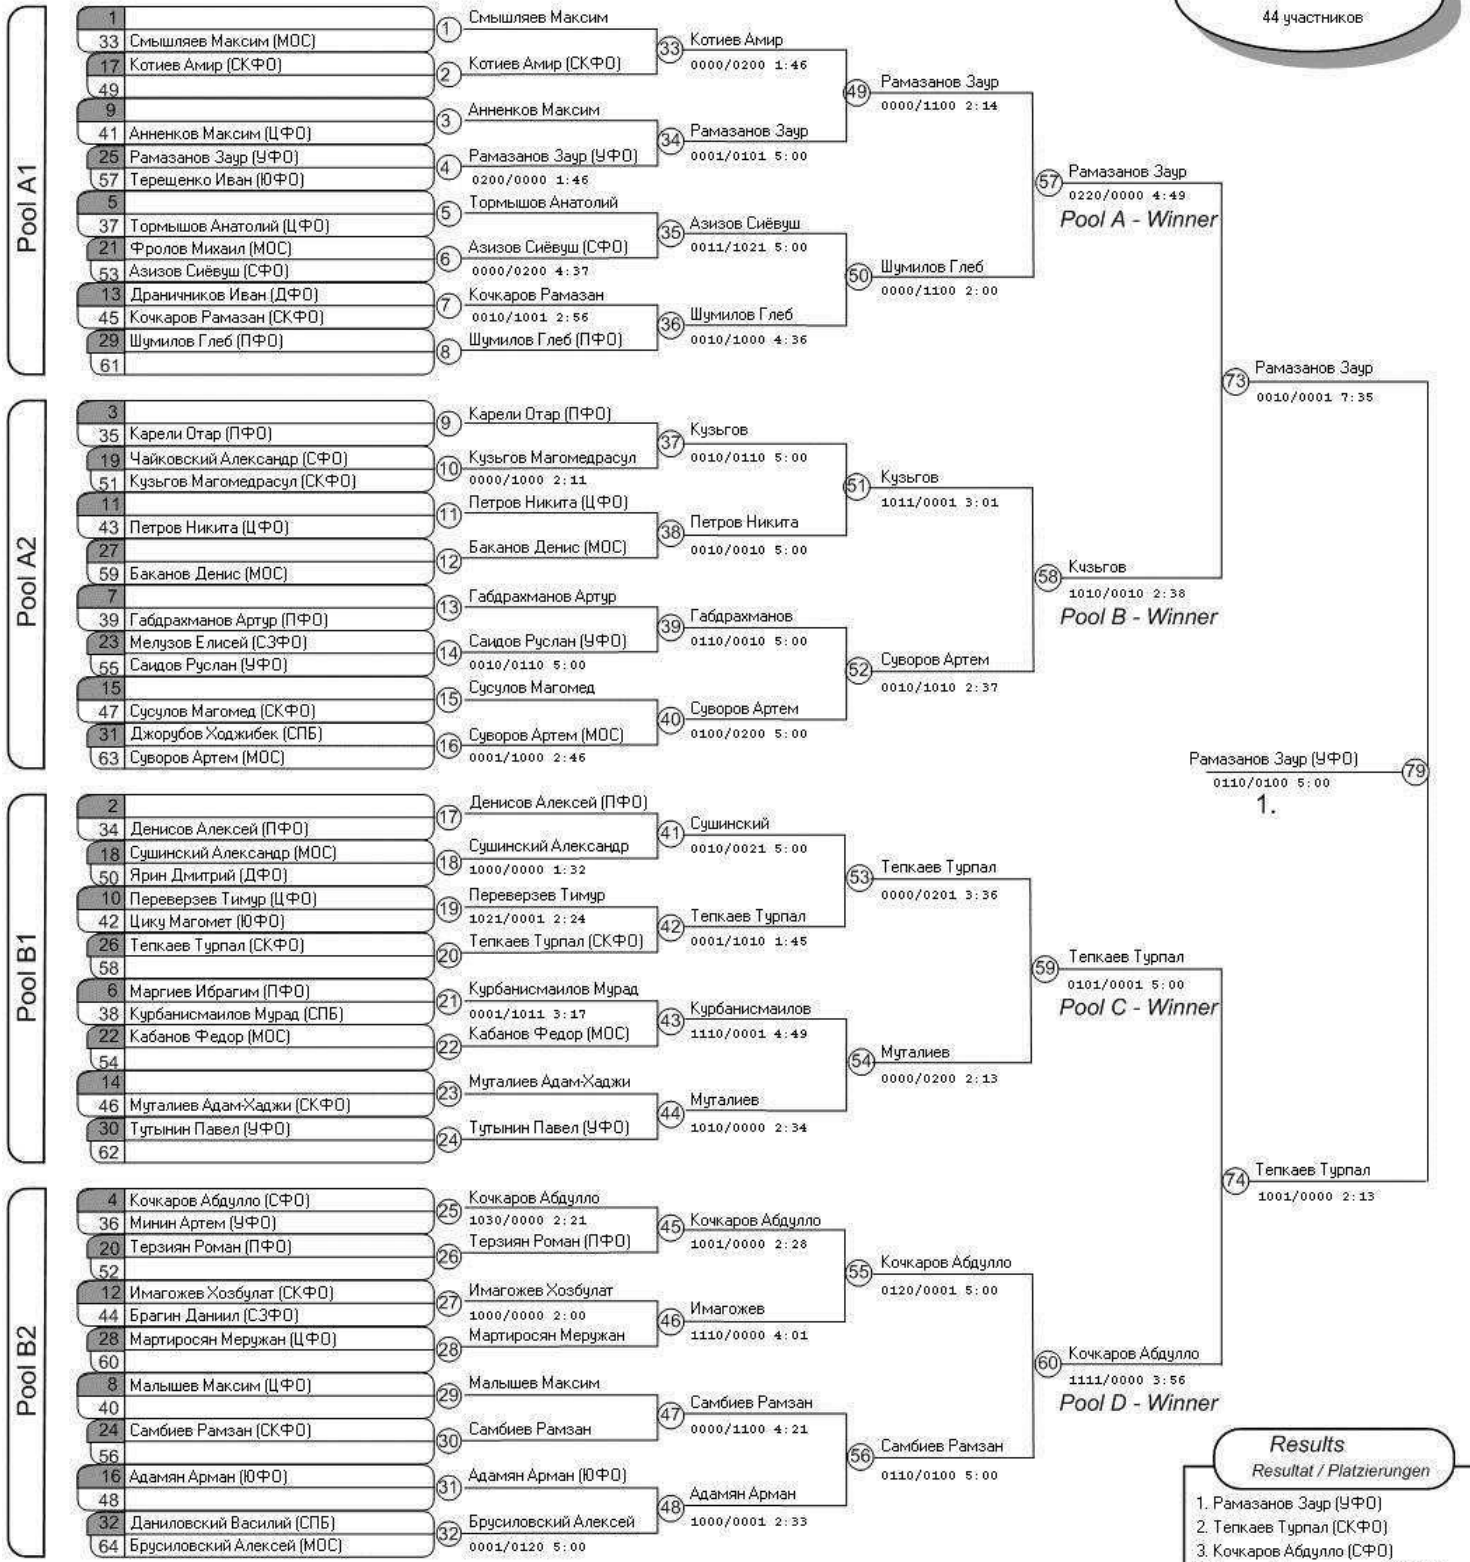 44 участников
Pool A1
1
33 Смышляев Максим (МОС)
17 Котиев Амир (СКФО)
49
9
41 Анненков Максим (ЦФО)
25 Рамазанов Заур (УФО)
57 Терещенко Иван (ЮФО)
5
37 Тормышов Анатолий (ЦФО)
21 Фролов Михаил (МОС)
53 Азизов Сиёвуш (СФО)
13 Драничников Иван (ДФО)
45 Кочкаров Рамазан (СКФО)
29 Шумилов Глеб (ПФО)
61
1 Смышляев Максим
2 Котиев Амир (СКФО)
3 Анненков Максим
4 Рамазанов Заур (УФО)
0200/0000 1:46
5 Тормышов Анатолий
6 Азизов Сиёвуш (СФО)
0000/0200 4:37
7 Кочкаров Рамазан
0010/1001 2:56
8 Шумилов Глеб (ПФО)
33 Котиев Амир
0000/0200 1:46
34 Рамазанов Заур
0001/0101 5:00
35 Азизов Сиёвуш
0011/1021 5:00
36 Шумилов Глеб
0010/1000 4:36
49 Рамазанов Заур
0000/1100 2:14
50 Шумилов Глеб
0000/1100 2:00
57 Рамазанов Заур
0220/0000 4:49
Pool A - Winner
Pool A2
3
35 Карели Отар (ПФО)
19 Чайковский Александр (СФО)
51 Кузьгов Магомедрасул (СКФО)
11
43 Петров Никита (ЦФО)
27
59 Баканов Денис (МОС)
7
39 Габдрахманов Артур (ПФО)
23 Мелузов Елисей (СЗФО)
55 Саидов Руслан (УФО)
15
47 Сусулов Магомед (СКФО)
31 Джорубов Ходжибек (СПБ)
63 Суворов Артем (МОС)
9 Карели Отар (ПФО)
10 Кузьгов Магомедрасул
0000/1000 2:11
11 Петров Никита (ЦФО)
12 Баканов Денис (МОС)
13 Габдрахманов Артур
14 Саидов Руслан (УФО)
0010/0110 5:00
15 Сусулов Магомед
16 Суворов Артем (МОС)
0001/1000 2:46
37 Кузьгов
0010/0110 5:00
38 Петров Никита
0010/0010 5:00
39 Габдрахманов
0110/0010 5:00
40 Суворов Артем
0100/0200 5:00
51 Кузьгов
1011/0001 3:01
52 Суворов Артем
0010/1010 2:37
58 Кузьгов
1010/0010 2:38
Pool B - Winner
73 Рамазанов Заур
0010/0001 7:35
Рамазанов Заур (УФО) 79
0110/0100 5:00
1.
Pool B1
2
34 Денисов Алексей (ПФО)
18 Сушинский Александр (МОС)
50 Ярин Дмитрий (ДФО)
10 Переверзев Тимур (ЦФО)
42 Цику Магомет (ЮФО)
26 Тепкаев Турпал (СКФО)
58
6 Маргиев Ибрагим (ПФО)
38 Курбанисмаилов Мурад (СПБ)
22 Кабанов Федор (МОС)
54
14
46 Муталиев Адам-Хаджи (СКФО)
30 Тутынин Павел (УФО)
62
17 Денисов Алексей (ПФО)
18 Сушинский Александр
1000/0000 1:32
19 Переверзев Тимур
1021/0001 2:24
20 Тепкаев Турпал (СКФО)
21 Курбанисмаилов Мурад
0001/1011 3:17
22 Кабанов Федор (МОС)
23 Муталиев Адам-Хаджи
24 Тутынин Павел (УФО)
41 Сушинский
0010/0021 5:00
42 Тепкаев Турпал
0001/1010 1:45
43 Курбанисмаилов
1110/0001 4:49
44 Муталиев
1010/0000 2:34
53 Тепкаев Турпал
0000/0201 3:36
54 Муталиев
0000/0200 2:13
59 Тепкаев Турпал
0101/0001 5:00
Pool C - Winner
Pool B2
4 Кочкаров Абдулло (СФО)
36 Минин Артем (УФО)
20 Терзиян Роман (ПФО)
52
12 Имагожев Хозбулат (СКФО)
44 Брагин Даниил (СЗФО)
28 Мартиросян Меружан (ЦФО)
60
8 Малышев Максим (ЦФО)
40
24 Самбиев Рамзан (СКФО)
56
16 Адамян Арман (ЮФО)
48
32 Даниловский Василий (СПБ)
64 Брусиловский Алексей (МОС)
25 Кочкаров Абдулло
1030/0000 2:21
26 Терзиян Роман (ПФО)
27 Имагожев Хозбулат
1000/0000 2:00
28 Мартиросян Меружан
29 Малышев Максим
30 Самбиев Рамзан
31 Адамян Арман (ЮФО)
32 Брусиловский Алексей
0001/0120 5:00
45 Кочкаров Абдулло
1001/0000 2:28
46 Имагожев
1110/0000 4:01
47 Самбиев Рамзан
0000/1100 4:21
48 Адамян Арман
1000/0001 2:33
55 Кочкаров Абдулло
0120/0001 5:00
56 Самбиев Рамзан
0110/0100 5:00
60 Кочкаров Абдулло
1111/0000 3:56
Pool D - Winner
74 Тепкаев Турпал
1001/0000 2:13
Results
Resultat / Platzierungen
1. Рамазанов Заур (УФО)
2. Тепкаев Турпал (СКФО)
3. Кочкаров Абдулло (СФО)